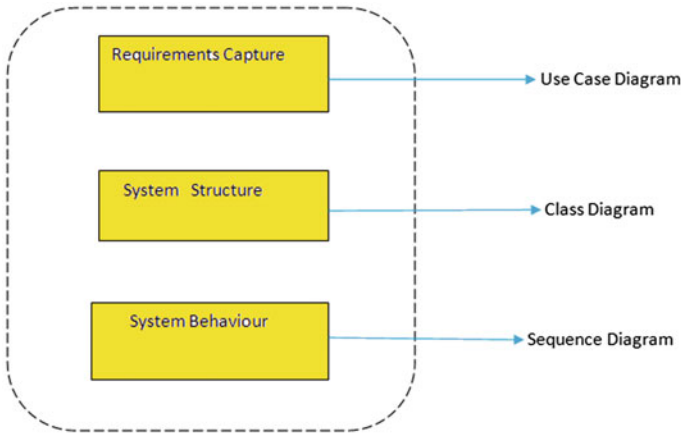 Requirements Capture
Use Case Diagram
System Structure
Class Diagram
System Behaviour
Sequence Diagram